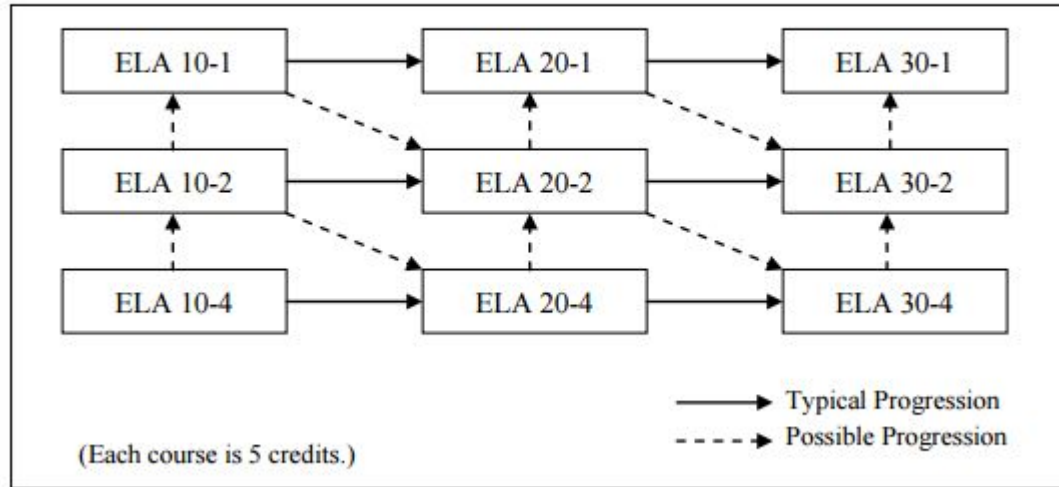 ELA 10-1
ELA 20-1
ELA 30-1
ELA 10-2
ELA 20-2
ELA 30-2
ELA 10-4
ELA 20-4
ELA 30-4
Typical Progression
Possible Progression
(Each course is 5 credits.)